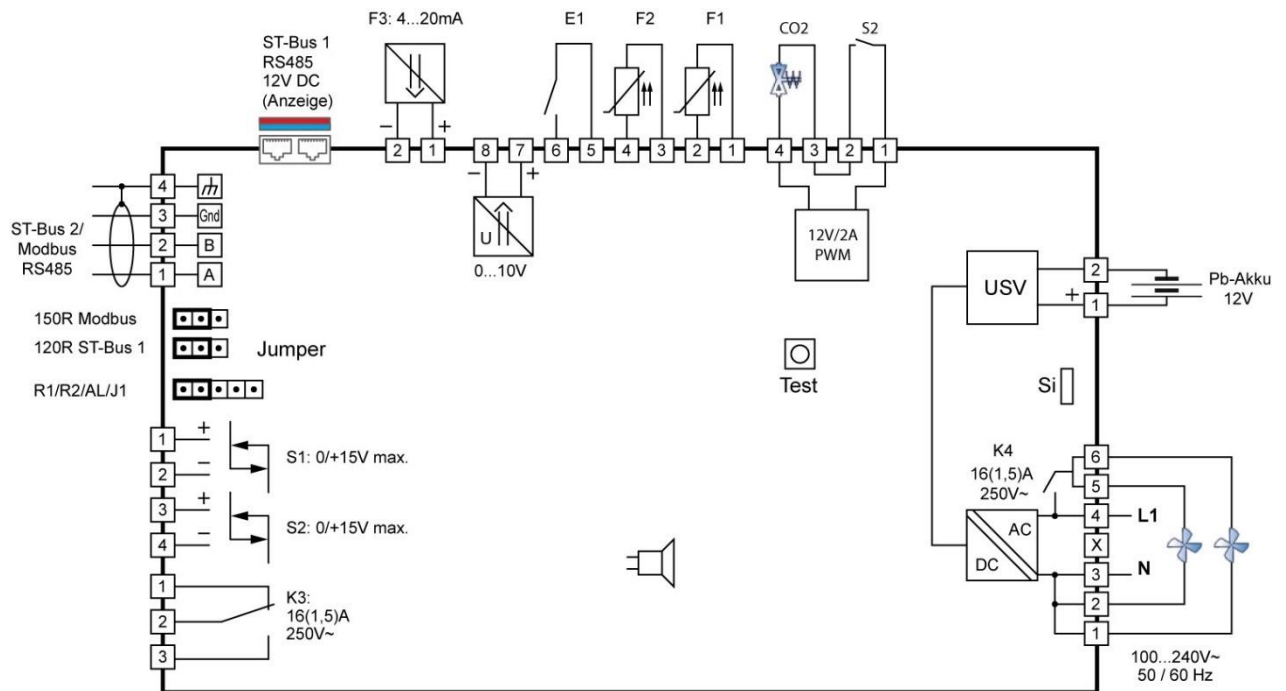 F3: 4...20mA
E1
F2
F1
CO2
S2
ST-Bus 1
RS485
12V DC
(Anzeige)
− +
2 1
8 7 6 5 4 3 2 1
4 3 2 1
− +
U
0...10V
12V/2A
PWM
4
3 Gnd
2 B
1 A
ST-Bus 2/
Modbus
RS485
150R Modbus
120R ST-Bus 1
Jumper
R1/R2/AL/J1
Test
USV
2
+ 1
Pb-Akku
12V
Si
1 +
2 −
S1: 0/+15V max.
3 +
4 −
S2: 0/+15V max.
1
2
3
K3:
16(1,5)A
250V~
K4
16(1,5)A
250V~
AC
DC
6
5
4 L1
X
3 N
2
1
100...240V~
50 / 60 Hz